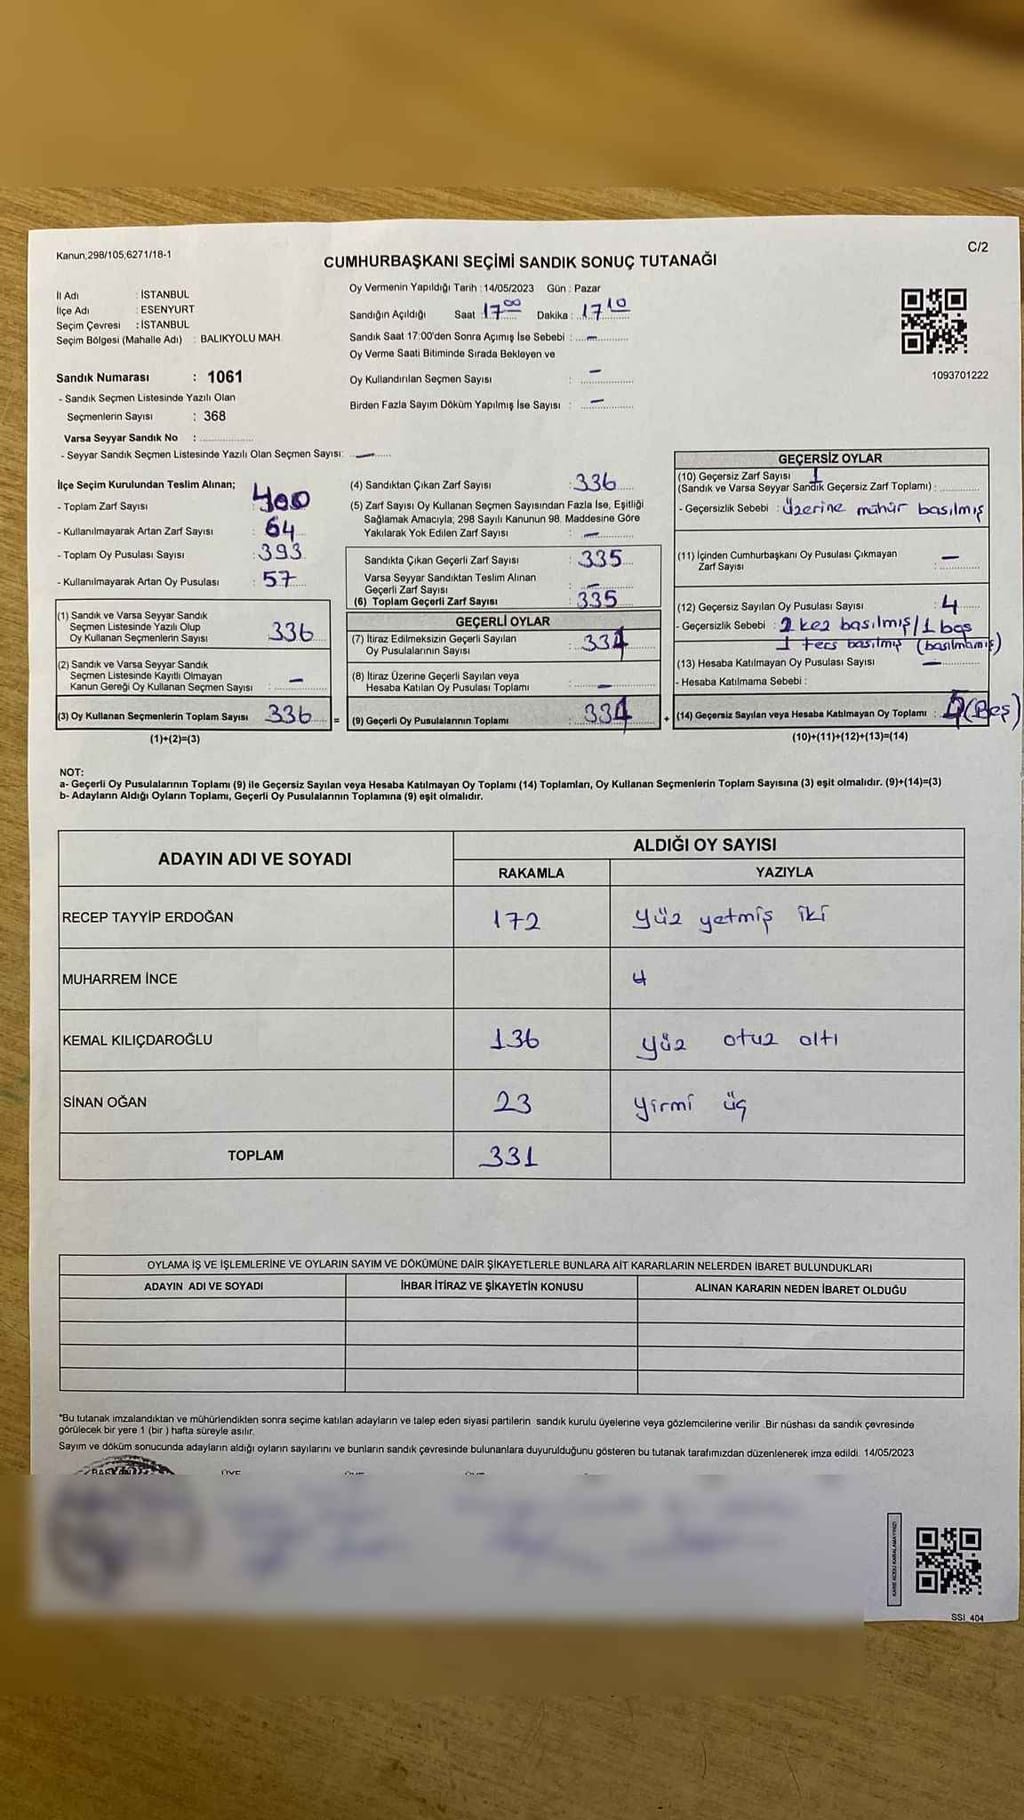 Kanun,298/105,6271/18-1
C/2
CUMHURBAŞKANI SEÇİMİ SANDIK SONUÇ TUTANAĞI
İl Adı : İSTANBUL
İlçe Adı : ESENYURT
Seçim Çevresi : İSTANBUL
Seçim Bölgesi (Mahalle Adı) : BALIKYOLU MAH.
Oy Vermenin Yapıldığı Tarih : 14/05/2023 Gün : Pazar
Sandığın Açıldığı Saat : 17 00 Dakika : 17 10
Sandık Saat 17:00'den Sonra Açımış İse Sebebi : –
Oy Verme Saati Bitiminde Sırada Bekleyen ve
Oy Kullandırılan Seçmen Sayısı : –
Birden Fazla Sayım Döküm Yapılmış İse Sayısı : –
1093701222
Sandık Numarası : 1061
- Sandık Seçmen Listesinde Yazılı Olan
Seçmenlerin Sayısı : 368
Varsa Seyyar Sandık No :
- Seyyar Sandık Seçmen Listesinde Yazılı Olan Seçmen Sayısı: –
İlçe Seçim Kurulundan Teslim Alınan;
- Toplam Zarf Sayısı : 400
- Kullanılmayarak Artan Zarf Sayısı : 64
- Toplam Oy Pusulası Sayısı : 393
- Kullanılmayarak Artan Oy Pusulası : 57
(1) Sandık ve Varsa Seyyar Sandık
Seçmen Listesinde Yazılı Olup
Oy Kullanan Seçmenlerin Sayısı : 336
(2) Sandık ve Varsa Seyyar Sandık
Seçmen Listesinde Kayıtlı Olmayan
Kanun Gereği Oy Kullanan Seçmen Sayısı : –
(3) Oy Kullanan Seçmenlerin Toplam Sayısı 336 =
(1)+(2)=(3)
(4) Sandıktan Çıkan Zarf Sayısı : 336
(5) Zarf Sayısı Oy Kullanan Seçmen Sayısından Fazla İse, Eşitliği
Sağlamak Amacıyla, 298 Sayılı Kanunun 98. Maddesine Göre
Yakılarak Yok Edilen Zarf Sayısı : –
Sandıkta Çıkan Geçerli Zarf Sayısı : 335
Varsa Seyyar Sandıktan Teslim Alınan
Geçerli Zarf Sayısı : –
(6) Toplam Geçerli Zarf Sayısı : 335
GEÇERLİ OYLAR
(7) İtiraz Edilmeksizin Geçerli Sayılan
Oy Pusulalarının Sayısı : 331
(8) İtiraz Üzerine Geçerli Sayılan veya
Hesaba Katılan Oy Pusulası Toplamı : –
(9) Geçerli Oy Pusulalarının Toplamı : 331 +
GEÇERSİZ OYLAR
(10) Geçersiz Zarf Sayısı 1
(Sandık ve Varsa Seyyar Sandık Geçersiz Zarf Toplamı) :
- Geçersizlik Sebebi : Üzerine mühür basılmış
(11) İçinden Cumhurbaşkanı Oy Pusulası Çıkmayan
Zarf Sayısı : –
(12) Geçersiz Sayılan Oy Pusulası Sayısı : 4
- Geçersizlik Sebebi : 2 kez basılmış / 1 boş
1 ters basılmış (basılmamış)
(13) Hesaba Katılmayan Oy Pusulası Sayısı : –
- Hesaba Katılmama Sebebi :
(14) Geçersiz Sayılan veya Hesaba Katılmayan Oy Toplamı : 5 (Beş)
(10)+(11)+(12)+(13)=(14)
NOT:
a- Geçerli Oy Pusulalarının Toplamı (9) ile Geçersiz Sayılan veya Hesaba Katılmayan Oy Toplamı (14) Toplamları, Oy Kullanan Seçmenlerin Toplam Sayısına (3) eşit olmalıdır. (9)+(14)=(3)
b- Adayların Aldığı Oyların Toplamı, Geçerli Oy Pusulalarının Toplamına (9) eşit olmalıdır.
ADAYIN ADI VE SOYADI
ALDIĞI OY SAYISI
RAKAMLA YAZIYLA
RECEP TAYYİP ERDOĞAN 172 yüz yetmiş iki
MUHARREM İNCE 4
KEMAL KILIÇDAROĞLU 136 yüz otuz altı
SİNAN OĞAN 23 yirmi üç
TOPLAM 331
OYLAMA İŞ VE İŞLEMLERİNE VE OYLARIN SAYIM VE DÖKÜMÜNE DAİR ŞİKAYETLERLE BUNLARA AİT KARARLARIN NELERDEN İBARET BULUNDUKLARI
ADAYIN ADI VE SOYADI İHBAR İTİRAZ VE ŞİKAYETİN KONUSU ALINAN KARARIN NEDEN İBARET OLDUĞU
*Bu tutanak imzalandıktan ve mühürlendikten sonra seçime katılan adayların ve talep eden siyasi partilerin sandık kurulu üyelerine veya gözlemcilerine verilir .Bir nüshası da sandık çevresinde
görülecek bir yere 1 (bir ) hafta süreyle asılır.
Sayım ve döküm sonucunda adayların aldığı oyların sayılarını ve bunların sandık çevresinde bulunanlara duyurulduğunu gösteren bu tutanak tarafımızdan düzenlenerek imza edildi. 14/05/2023
SSI 404